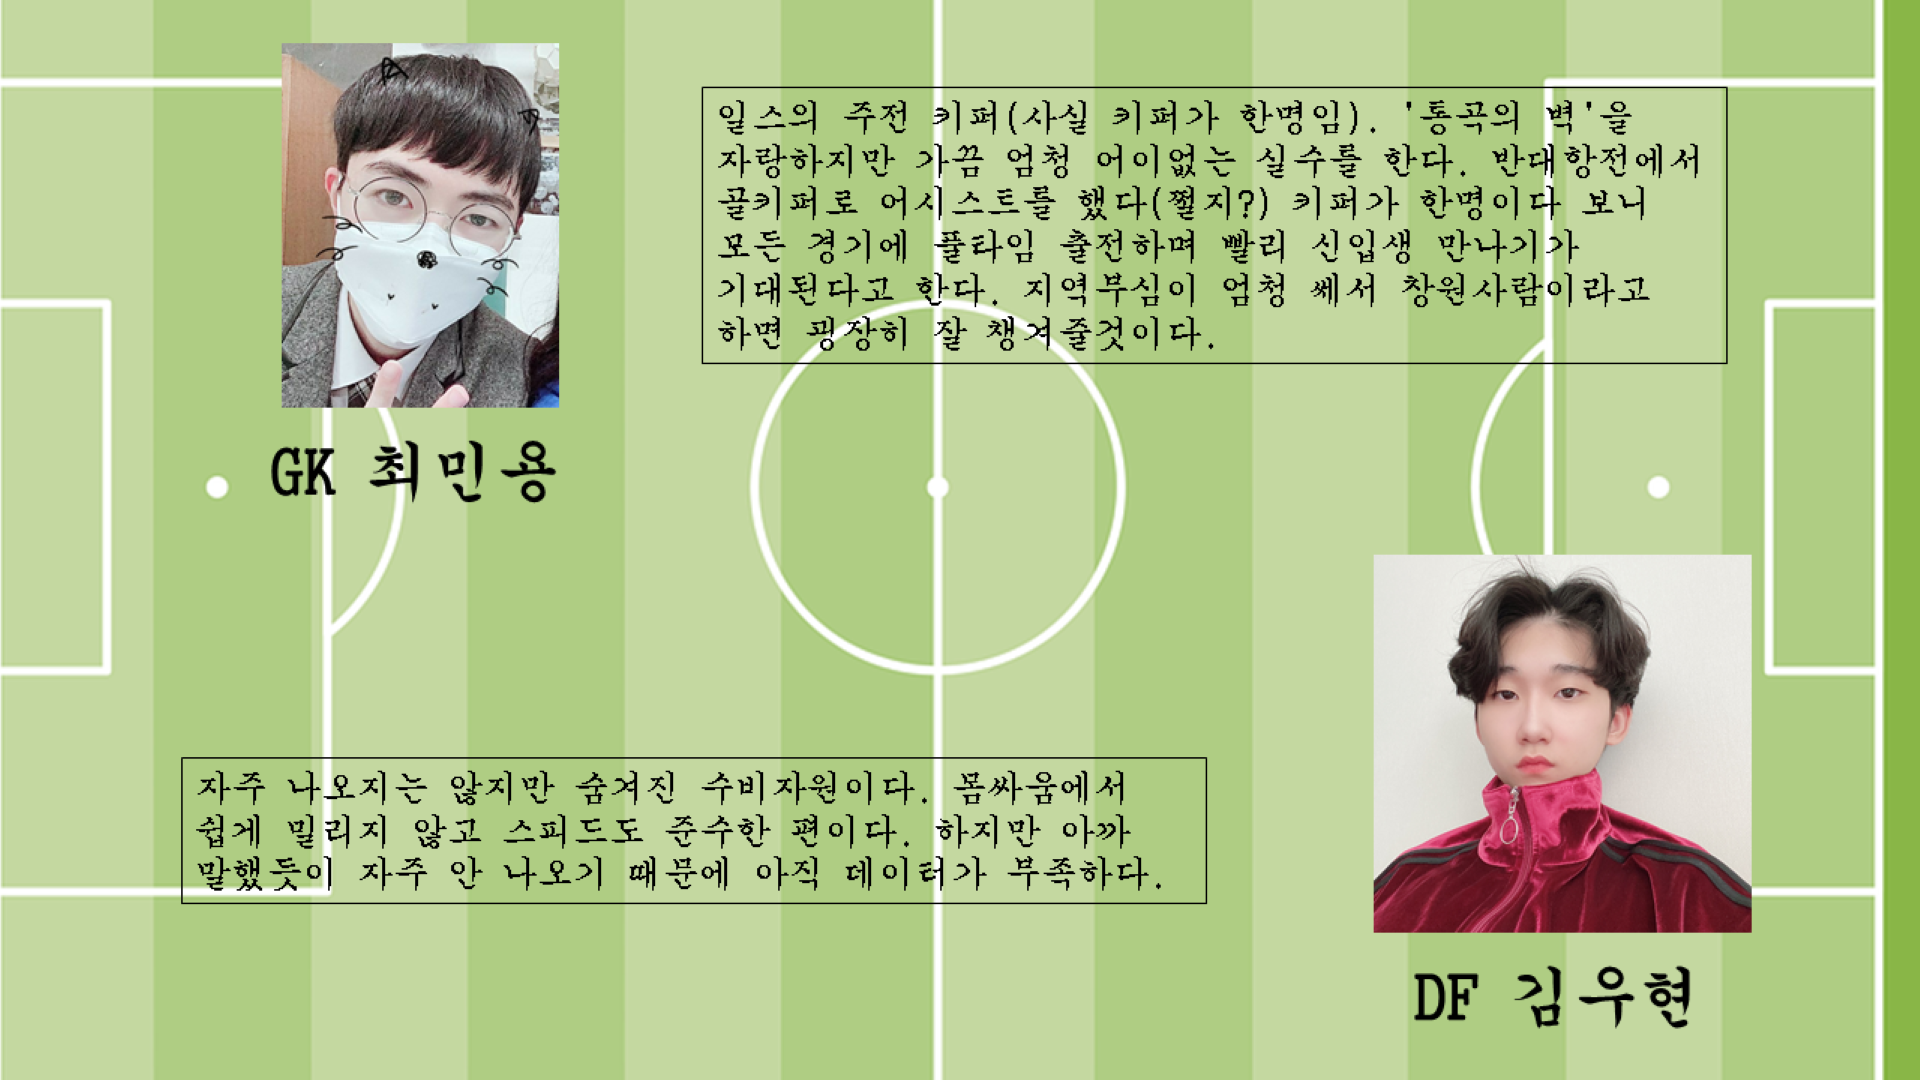 일스의 주전 키퍼(사실 키퍼가 한명임). '통곡의 벽'을
자랑하지만 가끔 엄청 어이없는 실수를 한다. 반대항전에서
골키퍼로 어시스트를 했다(쩔지?) 키퍼가 한명이다 보니
모든 경기에 풀타임 출전하며 빨리 신입생 만나기가
기대된다고 한다. 지역부심이 엄청 쎄서 창원사람이라고
하면 굉장히 잘 챙겨줄것이다.
GK 최민용
자주 나오지는 않지만 숨겨진 수비자원이다. 몸싸움에서
쉽게 밀리지 않고 스피드도 준수한 편이다. 하지만 아까
말했듯이 자주 안 나오기 때문에 아직 데이터가 부족하다.
DF 김우현